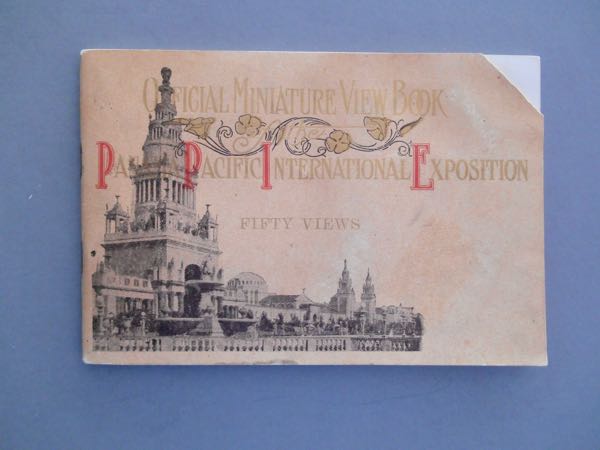 Official Miniature View Book
of the
Panama Pacific International Exposition
FIFTY VIEWS